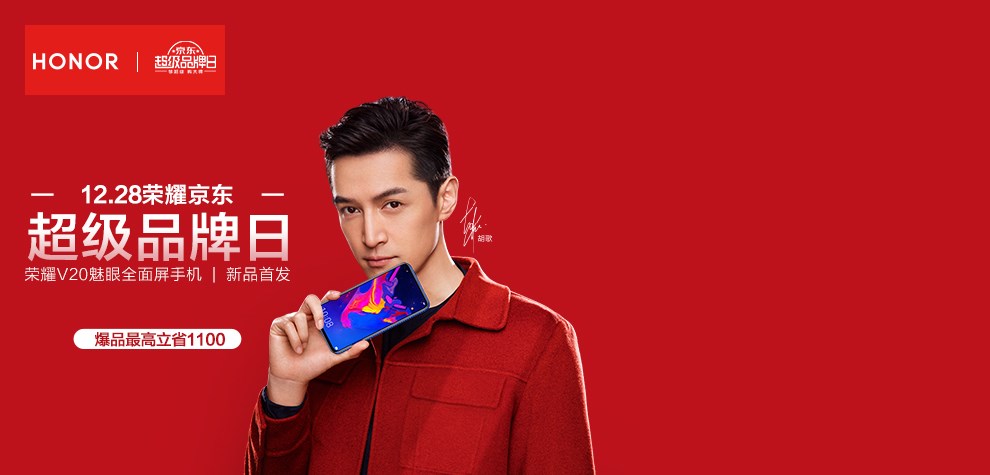 HONOR
京东
超级品牌日
12.28荣耀京东
超级品牌日
荣耀V20魅眼全面屏手机 | 新品首发
爆品最高立省1100
胡歌
08:01